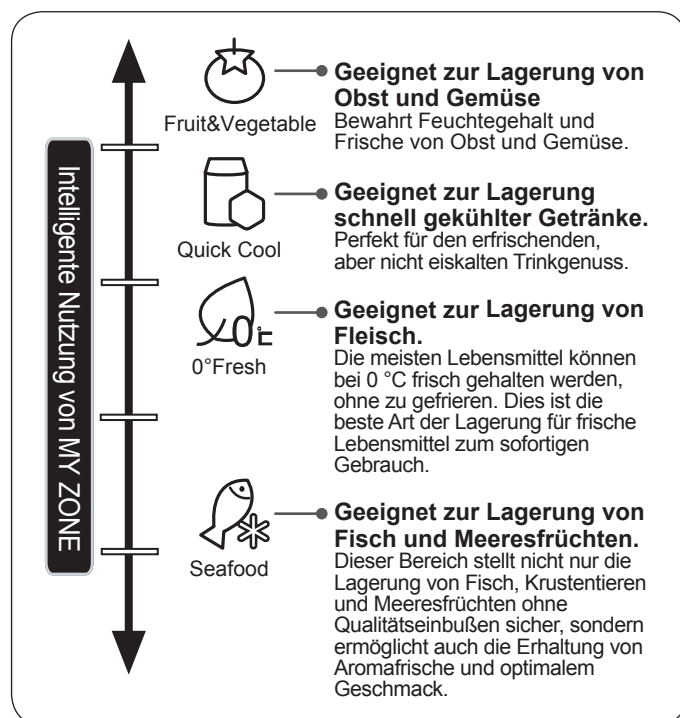 Intelligente Nutzung von MY ZONE
Fruit&Vegetable
Geeignet zur Lagerung von
Obst und Gemüse
Bewahrt Feuchtegehalt und
Frische von Obst und Gemüse.
Quick Cool
Geeignet zur Lagerung
schnell gekühlter Getränke.
Perfekt für den erfrischenden,
aber nicht eiskalten Trinkgenuss.
0°C
0°Fresh
Geeignet zur Lagerung von
Fleisch.
Die meisten Lebensmittel können
bei 0 °C frisch gehalten werden,
ohne zu gefrieren. Dies ist die
beste Art der Lagerung für frische
Lebensmittel zum sofortigen
Gebrauch.
Seafood
Geeignet zur Lagerung von
Fisch und Meeresfrüchten.
Dieser Bereich stellt nicht nur die
Lagerung von Fisch, Krustentieren
und Meeresfrüchten ohne
Qualitätseinbußen sicher, sondern
ermöglicht auch die Erhaltung von
Aromafrische und optimalem
Geschmack.